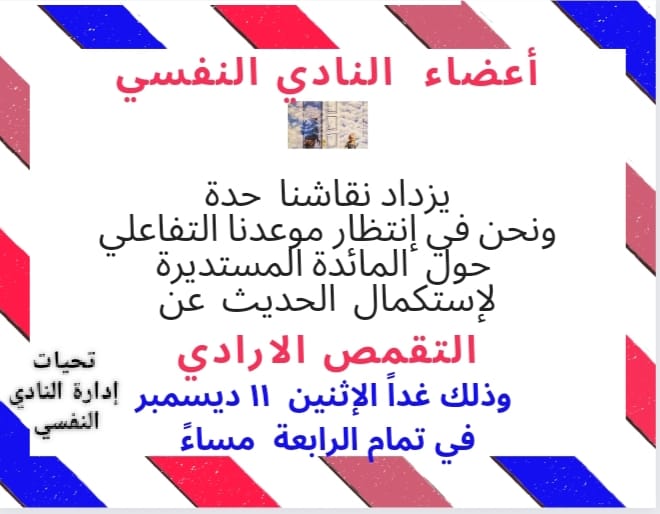 أعضاء النادي النفسي
يزداد نقاشنا حدة
ونحن في إنتظار موعدنا التفاعلي
حول المائدة المستديرة
لإستكمال الحديث عن
التقمص الارادي
وذلك غداً الإثنين ١١ ديسمبر
في تمام الرابعة مساءً
تحيات
إدارة النادي
النفسي